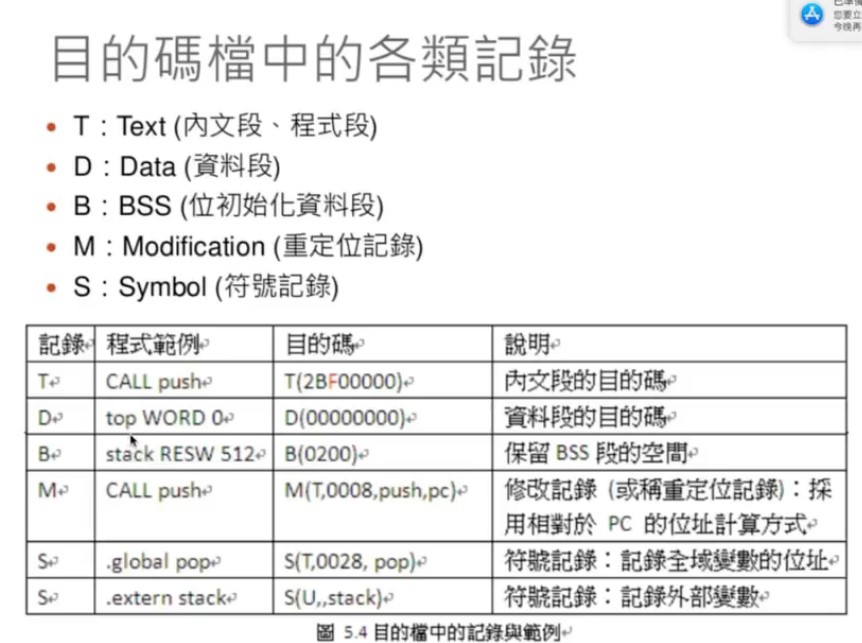 目的碼檔中的各類記錄
T：Text (內文段、程式段)
D：Data (資料段)
B：BSS (位初始化資料段)
M：Modification (重定位記錄)
S：Symbol (符號記錄)
記錄 程式範例 目的碼 說明
T CALL push T(2BF00000) 內文段的目的碼
D top WORD 0 D(00000000) 資料段的目的碼
B stack RESW 512 B(0200) 保留 BSS 段的空間
M CALL push M(T,0008,push,pc) 修改記錄 (或稱重定位記錄)：採
用相對於 PC 的位址計算方式
S .global pop S(T,0028, pop) 符號記錄：記錄全域變數的位址
S .extern stack S(U,,stack) 符號記錄：記錄外部變數
圖 5.4 目的檔中的記錄與範例
您要立
今晚再